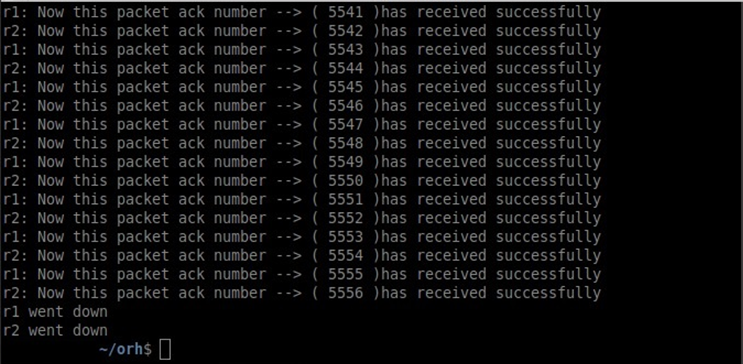 r1: Now this packet ack number --> ( 5541 )has received successfully
r2: Now this packet ack number --> ( 5542 )has received successfully
r1: Now this packet ack number --> ( 5543 )has received successfully
r2: Now this packet ack number --> ( 5544 )has received successfully
r1: Now this packet ack number --> ( 5545 )has received successfully
r2: Now this packet ack number --> ( 5546 )has received successfully
r1: Now this packet ack number --> ( 5547 )has received successfully
r2: Now this packet ack number --> ( 5548 )has received successfully
r1: Now this packet ack number --> ( 5549 )has received successfully
r2: Now this packet ack number --> ( 5550 )has received successfully
r1: Now this packet ack number --> ( 5551 )has received successfully
r2: Now this packet ack number --> ( 5552 )has received successfully
r1: Now this packet ack number --> ( 5553 )has received successfully
r2: Now this packet ack number --> ( 5554 )has received successfully
r1: Now this packet ack number --> ( 5555 )has received successfully
r2: Now this packet ack number --> ( 5556 )has received successfully
r1 went down
r2 went down
~/orh$